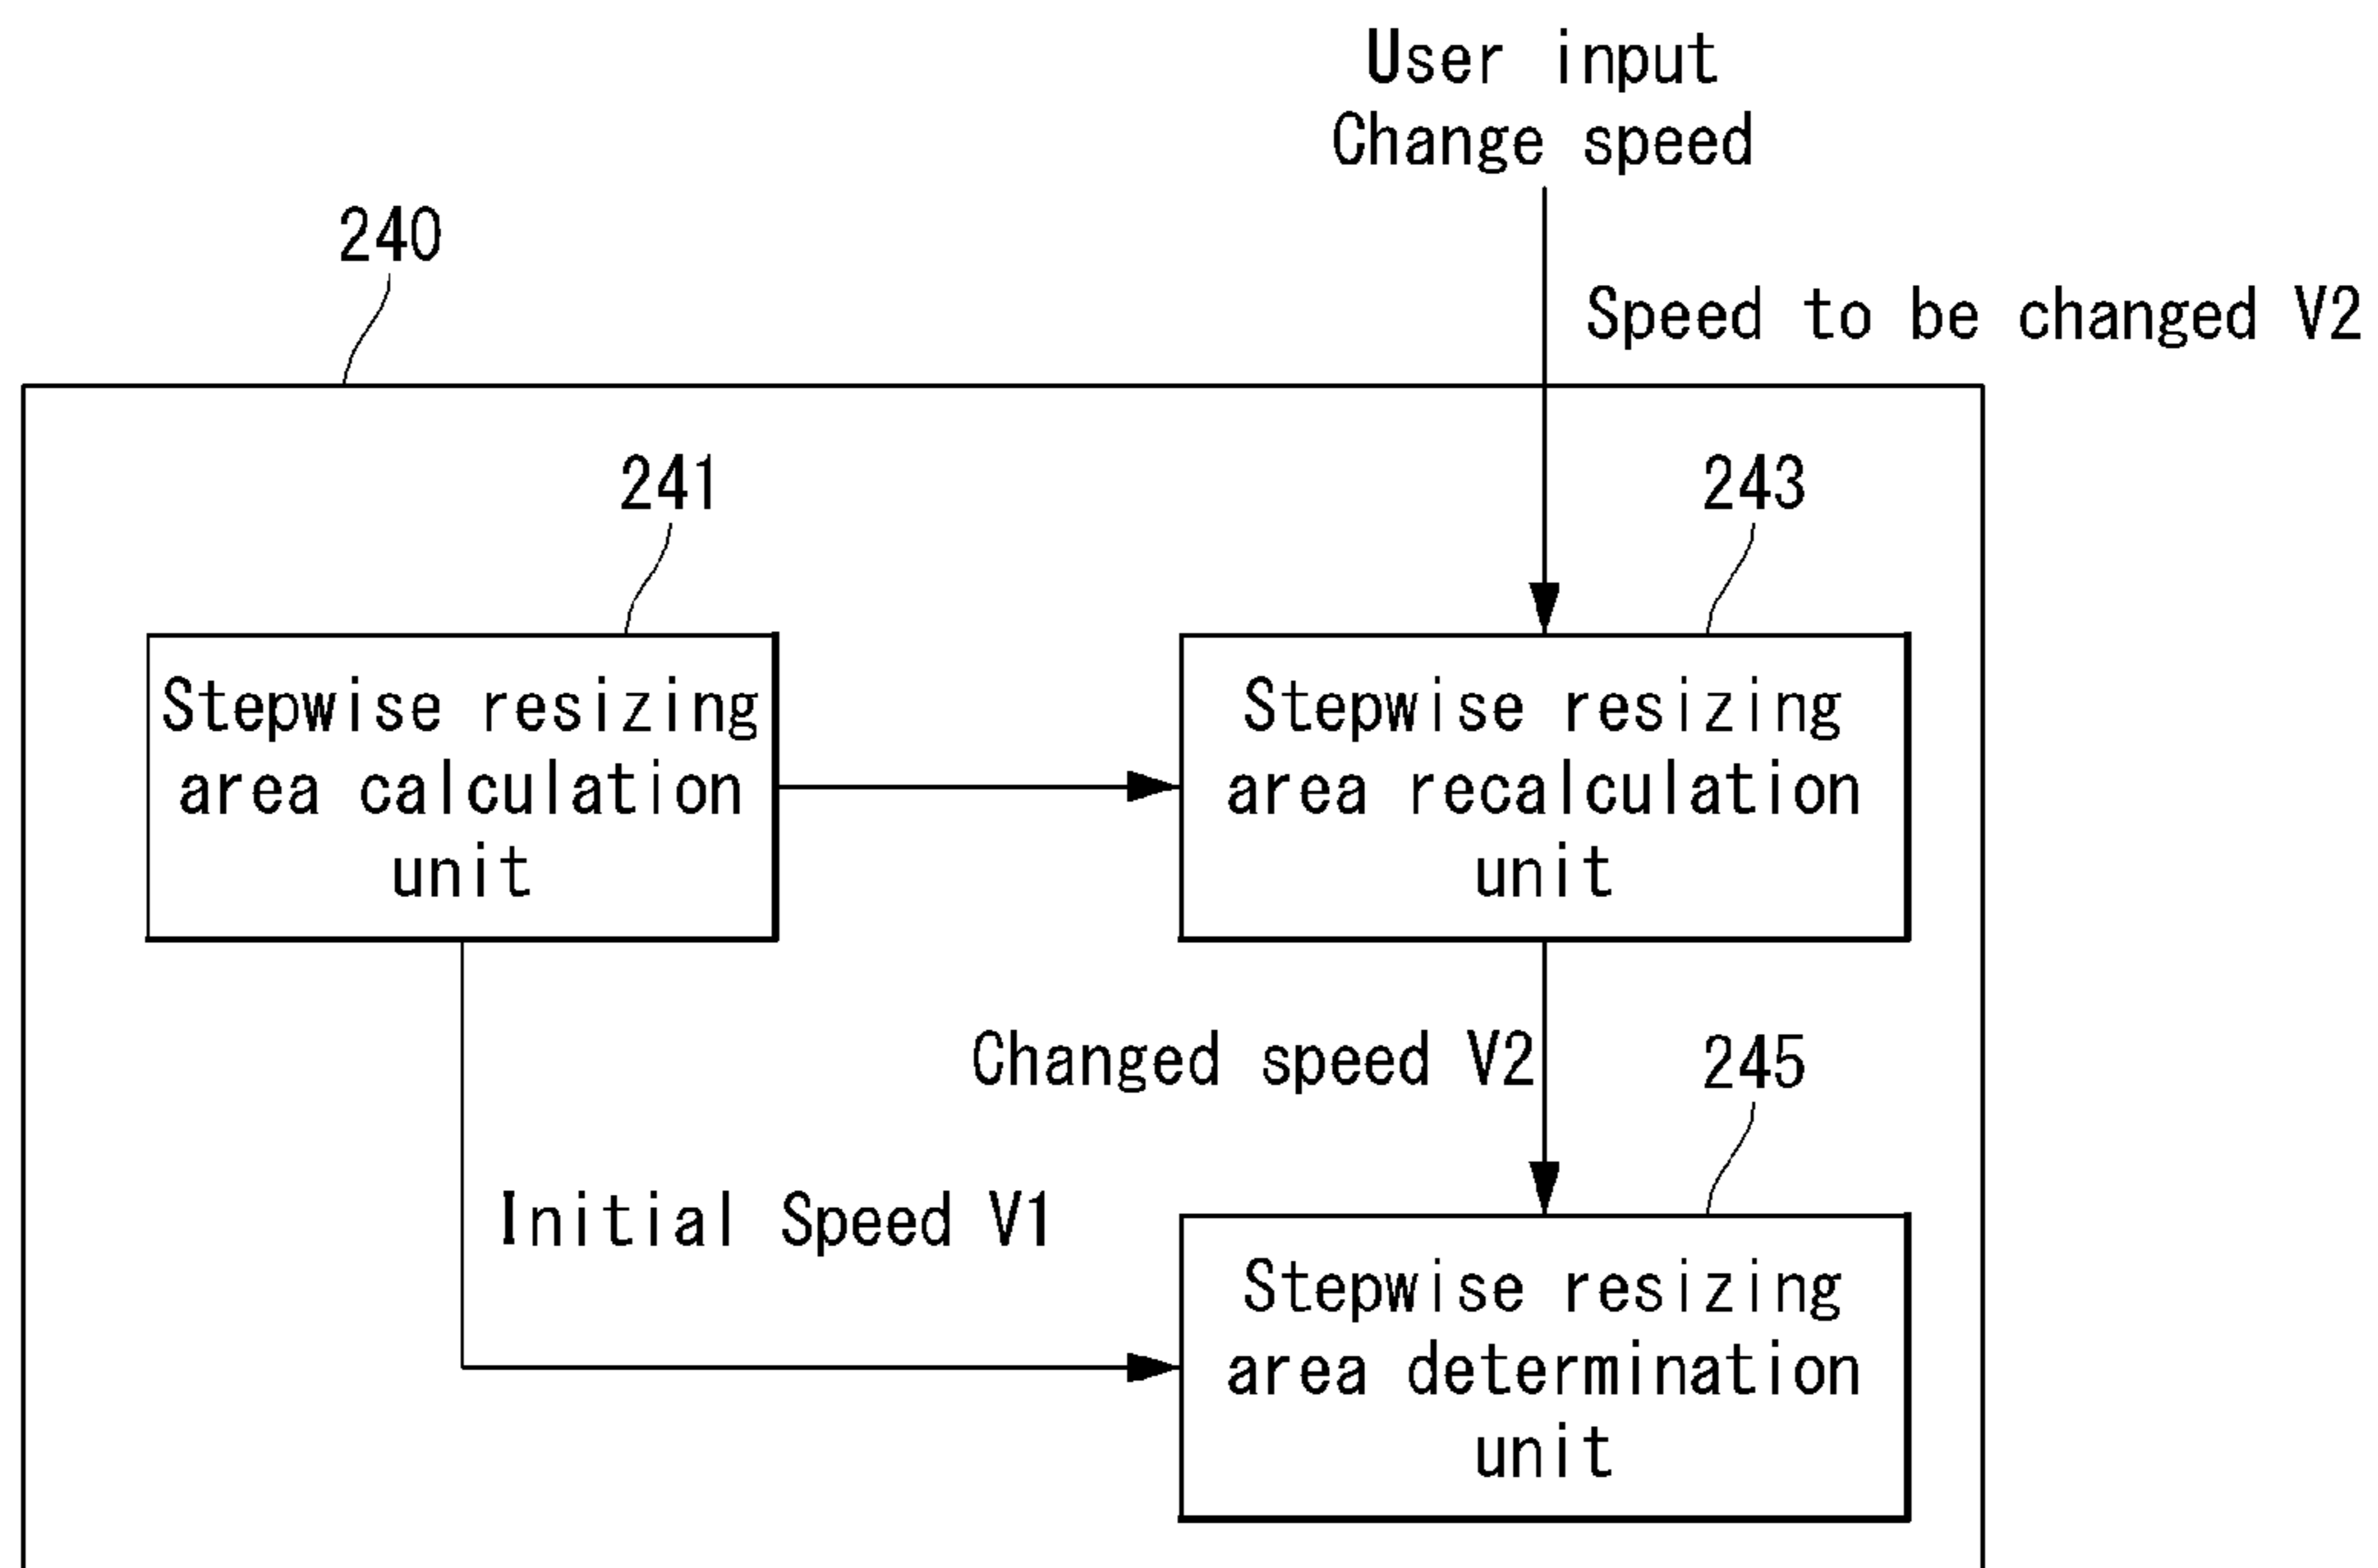 User input
Change speed
240
Speed to be changed V2
241
243
Stepwise resizing
area calculation
unit
Stepwise resizing
area recalculation
unit
Changed speed V2
245
Initial Speed V1
Stepwise resizing
area determination
unit